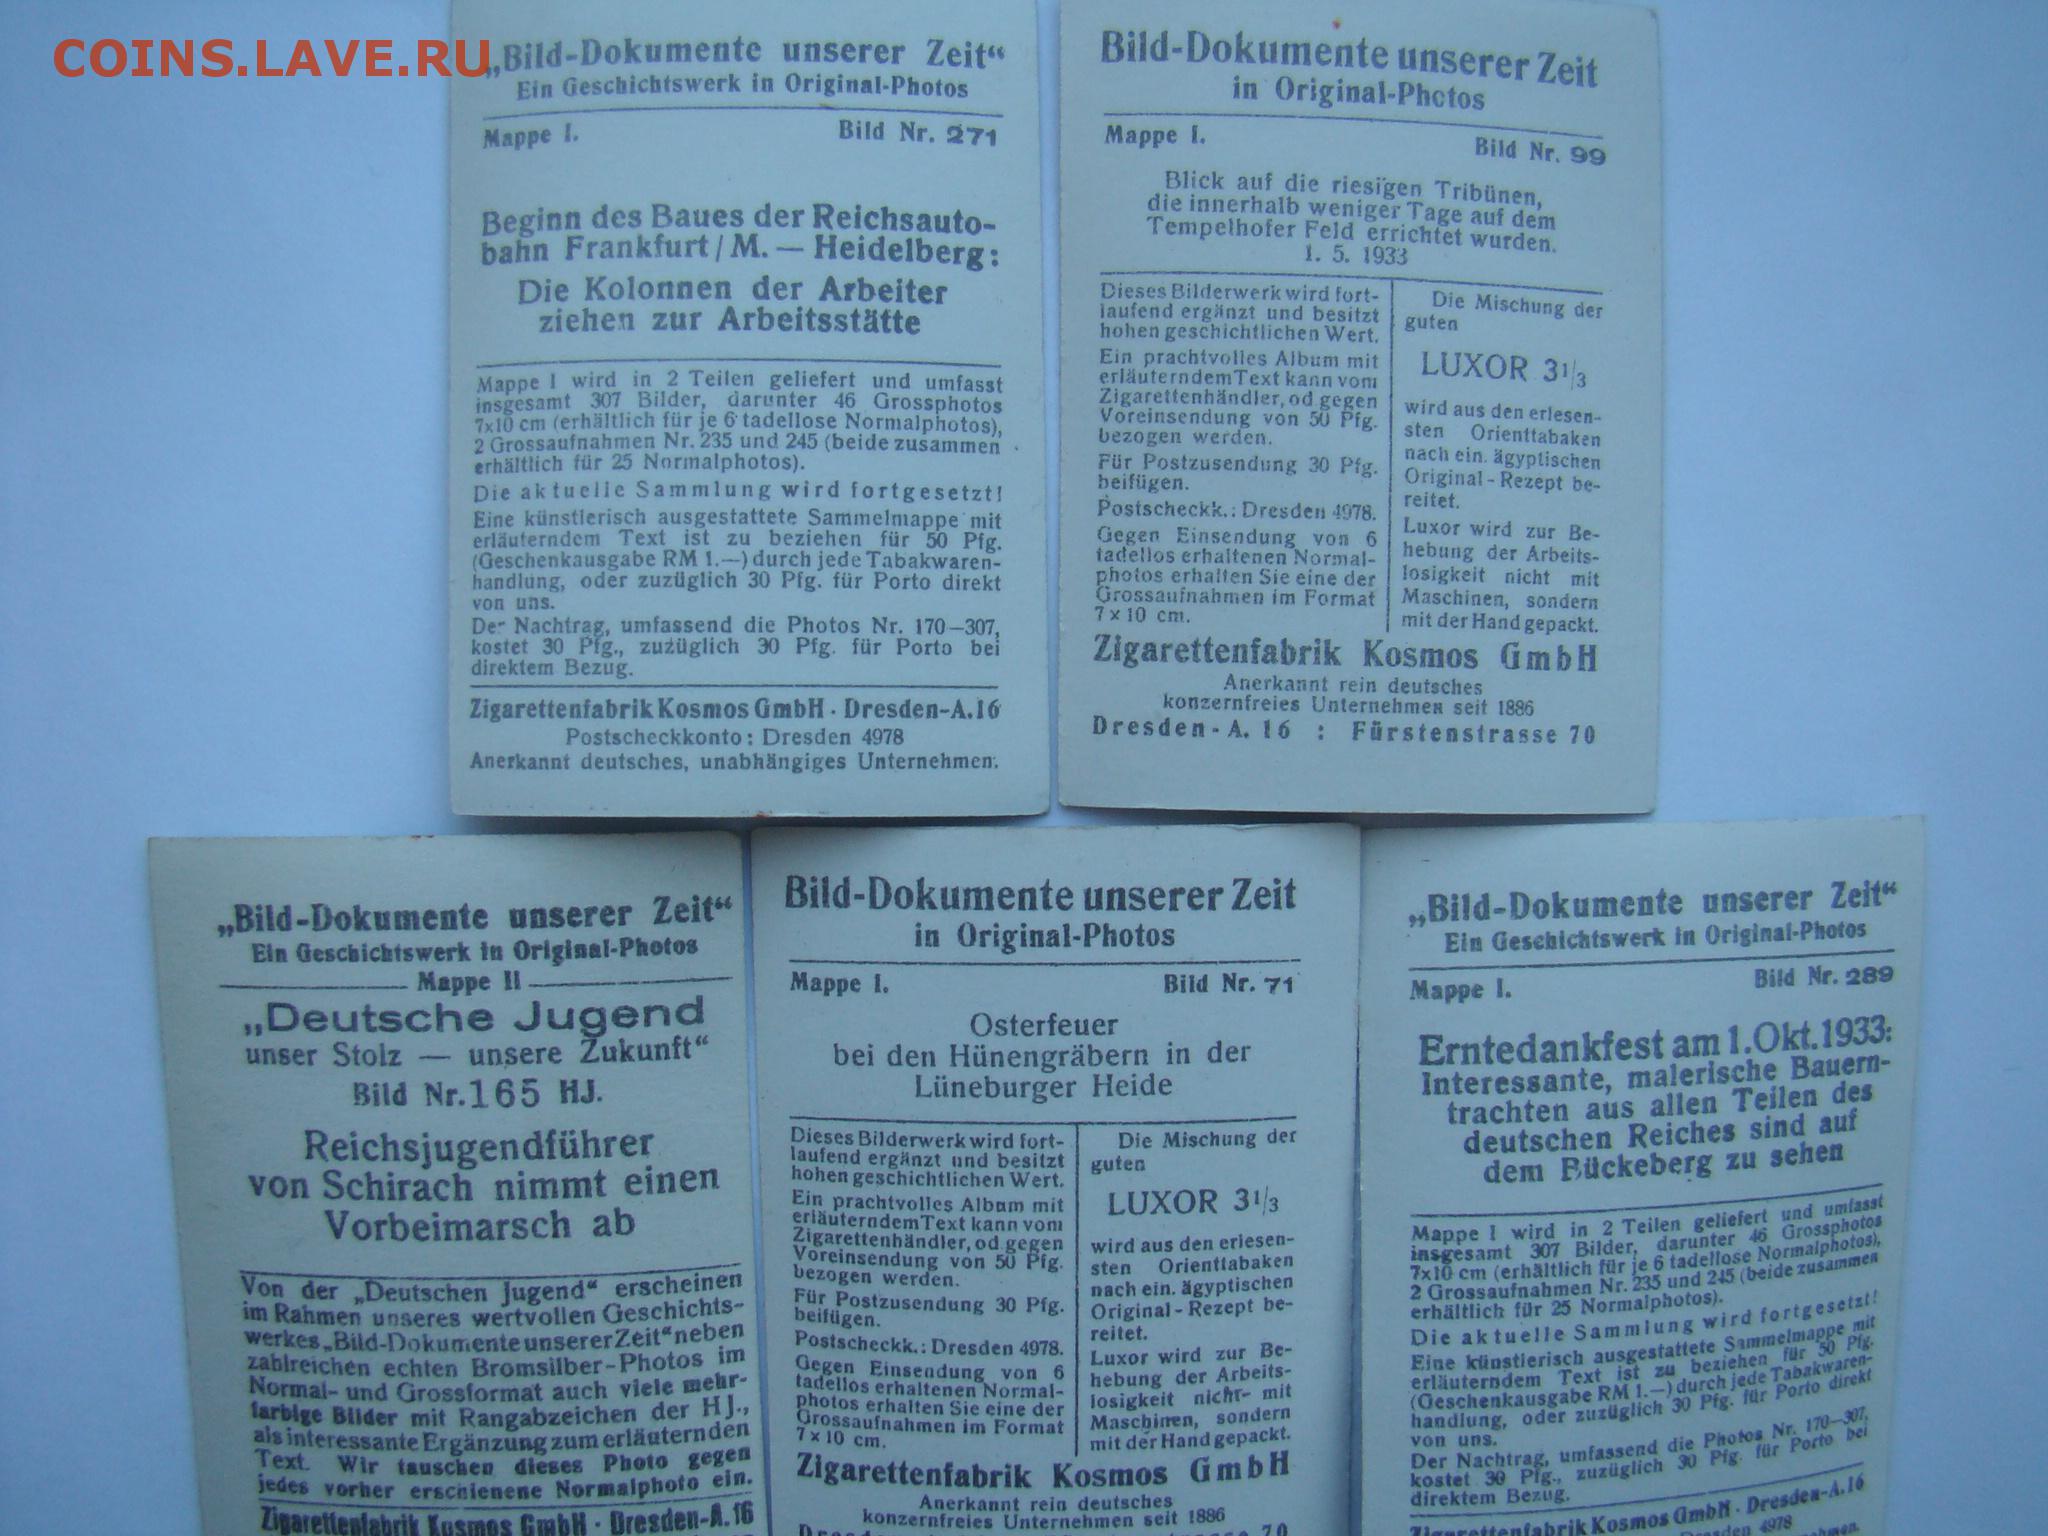 COINS.LAVE.RU
„Bild-Dokumente unserer Zeit“
Ein Geschichtswerk in Original-Photos
Mappe I. Bild Nr. 271
Beginn des Baues der Reichsauto-
bahn Frankfurt/M. — Heidelberg:
Die Kolonnen der Arbeiter
ziehen zur Arbeitsstätte
Mappe I wird in 2 Teilen geliefert und umfasst
insgesamt 307 Bilder, darunter 46 Grossphotos
7x10 cm (erhältlich für je 6 tadellose Normalphotos),
2 Grossaufnahmen Nr. 235 und 245 (beide zusammen
erhältlich für 25 Normalphotos).
Die aktuelle Sammlung wird fortgesetzt!
Eine künstlerisch ausgestattete Sammelmappe mit
erläuterndem Text ist zu beziehen für 50 Pfg.
(Geschenkausgabe RM 1.—) durch jede Tabakwaren-
handlung, oder zuzüglich 30 Pfg. für Porto direkt
von uns.
Der Nachtrag, umfassend die Photos Nr. 170—307,
kostet 30 Pfg., zuzüglich 30 Pfg. für Porto bei
direktem Bezug.
Zigarettenfabrik Kosmos GmbH · Dresden-A.16
Postscheckkonto: Dresden 4978
Anerkannt deutsches, unabhängiges Unternehmen.
Bild-Dokumente unserer Zeit
in Original-Photos
Mappe I. Bild Nr. 99
Blick auf die riesigen Tribünen,
die innerhalb weniger Tage auf dem
Tempelhofer Feld errichtet wurden.
1. 5. 1933
Dieses Bilderwerk wird fort-
laufend ergänzt und besitzt
hohen geschichtlichen Wert.
Ein prachtvolles Album mit
erläuterndem Text kann vom
Zigarettenhändler, od gegen
Voreinsendung von 50 Pfg.
bezogen werden.
Für Postzusendung 30 Pfg.
beifügen.
Postscheckk.: Dresden 4978.
Gegen Einsendung von 6
tadellos erhaltenen Normal-
photos erhalten Sie eine der
Grossaufnahmen im Format
7 x 10 cm.
Die Mischung der
guten
LUXOR 3 1/3
wird aus den erlesen-
sten Orienttabaken
nach ein. ägyptischen
Original-Rezept be-
reitet.
Luxor wird zur Be-
hebung der Arbeits-
losigkeit nicht mit
Maschinen, sondern
mit der Hand gepackt.
Zigarettenfabrik Kosmos GmbH
Anerkannt rein deutsches
konzernfreies Unternehmen seit 1886
Dresden-A. 16 : Fürstenstrasse 70
„Bild-Dokumente unserer Zeit“
Ein Geschichtswerk in Original-Photos
Mappe II
„Deutsche Jugend
unser Stolz — unsere Zukunft“
Bild Nr. 165 HJ.
Reichsjugendführer
von Schirach nimmt einen
Vorbeimarsch ab
Von der „Deutschen Jugend“ erscheinen
im Rahmen unseres wertvollen Geschichts-
werkes „Bild-Dokumente unserer Zeit“ neben
zahlreichen echten Bromsilber-Photos im
Normal- und Grossformat auch viele mehr-
farbige Bilder mit Rangabzeichen der HJ.,
als interessante Ergänzung zum erläuternden
Text. Wir tauschen dieses Photo gegen
jedes vorher erschienene Normalphoto ein.
Zigarettenfabrik Kosmos GmbH · Dresden-A.16
Bild-Dokumente unserer Zeit
in Original-Photos
Mappe I. Bild Nr. 71
Osterfeuer
bei den Hünengräbern in der
Lüneburger Heide
Dieses Bilderwerk wird fort-
laufend ergänzt und besitzt
hohen geschichtlichen Wert.
Ein prachtvolles Album mit
erläuterndem Text kann vom
Zigarettenhändler, od gegen
Voreinsendung von 50 Pfg.
bezogen werden.
Für Postzusendung 30 Pfg.
beifügen.
Postscheckk.: Dresden 4978.
Gegen Einsendung von 6
tadellos erhaltenen Normal-
photos erhalten Sie eine der
Grossaufnahmen im Format
7 x 10 cm.
Die Mischung der
guten
LUXOR 3 1/3
wird aus den erlesen-
sten Orienttabaken
nach ein. ägyptischen
Original-Rezept be-
reitet.
Luxor wird zur Be-
hebung der Arbeits-
losigkeit nicht mit
Maschinen, sondern
mit der Hand gepackt.
Zigarettenfabrik Kosmos GmbH
Anerkannt rein deutsches
konzernfreies Unternehmen seit 1886
„Bild-Dokumente unserer Zeit“
Ein Geschichtswerk in Original-Photos
Mappe I. Bild Nr. 289
Erntedankfest am 1. Okt. 1933:
Interessante, malerische Bauern-
trachten aus allen Teilen des
deutschen Reiches sind auf
dem Bückeberg zu sehen
Mappe I wird in 2 Teilen geliefert und umfasst
insgesamt 307 Bilder, darunter 46 Grossphotos
7x10 cm (erhältlich für je 6 tadellose Normalphotos),
2 Grossaufnahmen Nr. 235 und 245 (beide zusammen
erhältlich für 25 Normalphotos).
Die aktuelle Sammlung wird fortgesetzt!
Eine künstlerisch ausgestattete Sammelmappe mit
erläuterndem Text ist zu beziehen für 50 Pfg.
(Geschenkausgabe RM 1.—) durch jede Tabakwaren-
handlung, oder zuzüglich 30 Pfg. für Porto direkt
von uns.
Der Nachtrag, umfassend die Photos Nr. 170—307,
kostet 30 Pfg., zuzüglich 30 Pfg. für Porto bei
direktem Bezug.
Zigarettenfabrik Kosmos GmbH · Dresden-A.16
Dresden 4978